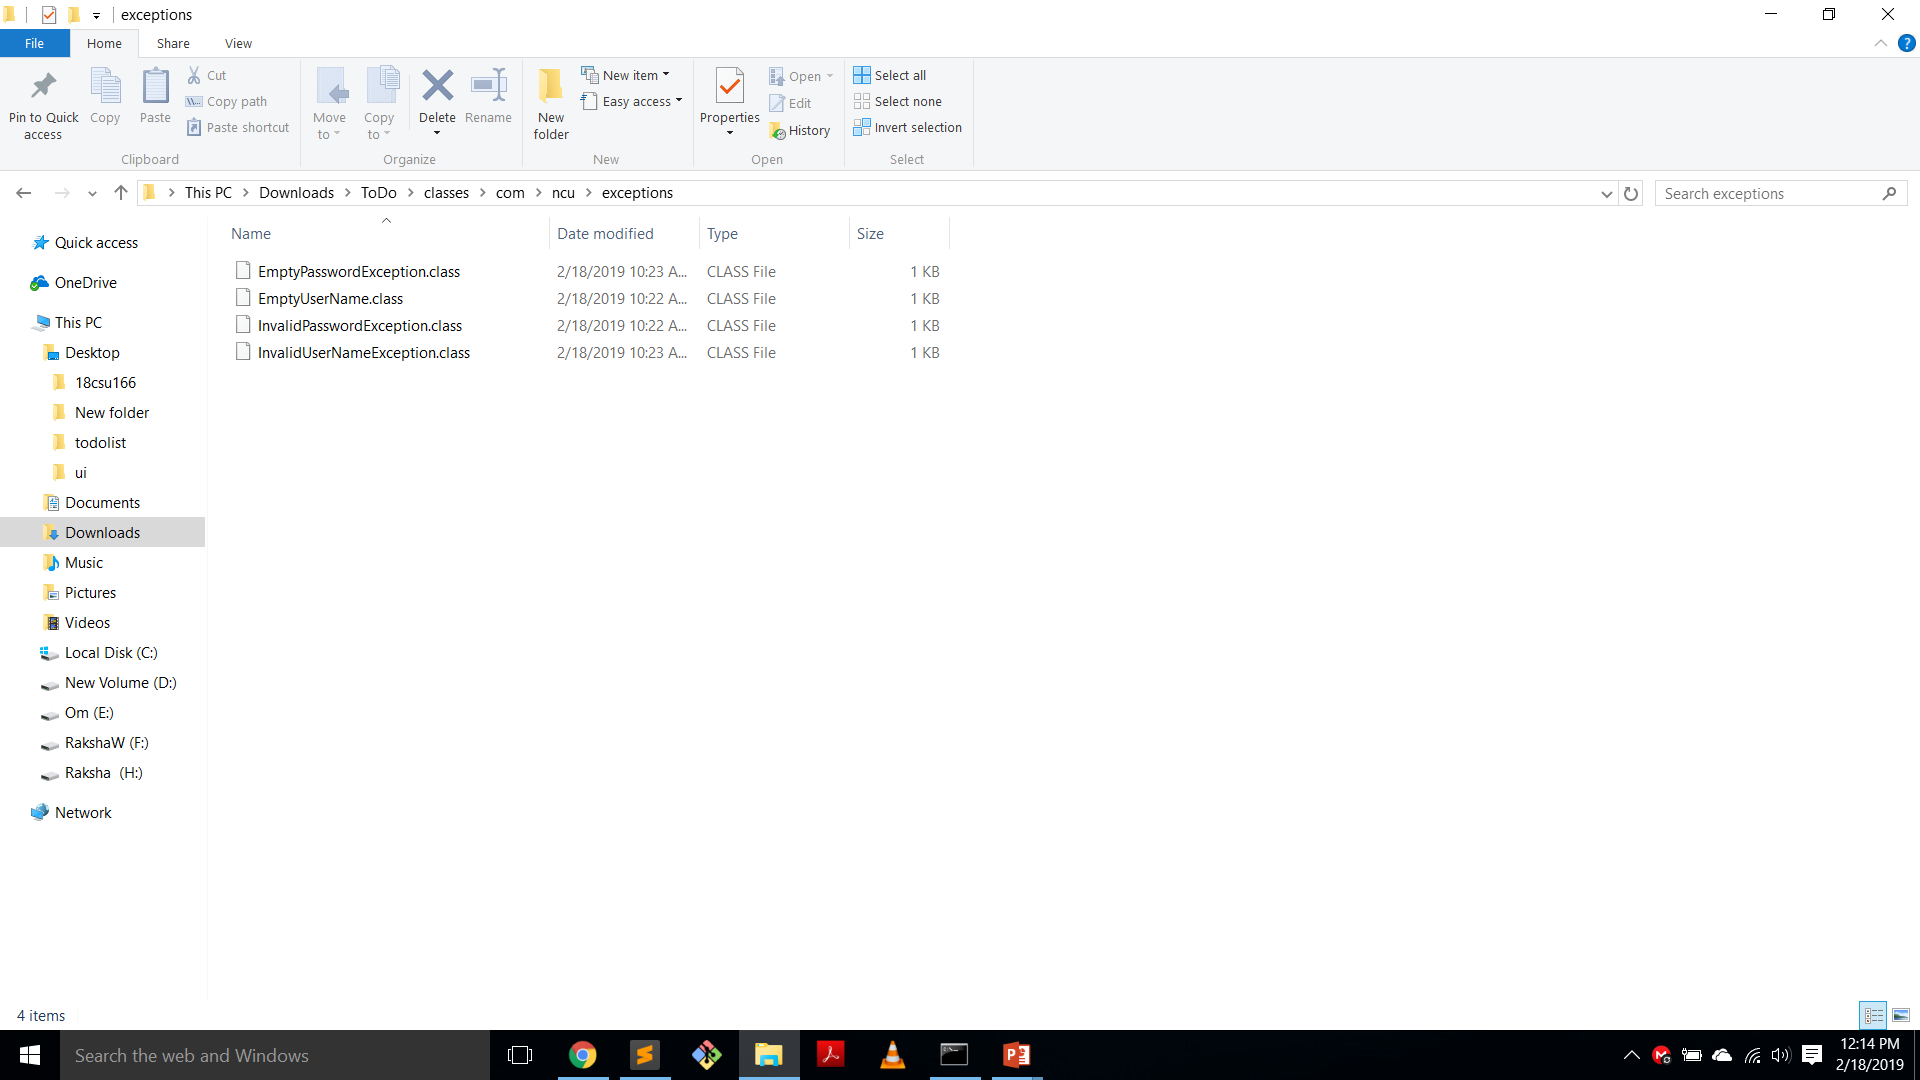 exceptions
File Home Share View
Pin to Quick access
Copy
Paste
Cut
Copy path
Paste shortcut
Clipboard
Move to
Copy to
Delete
Rename
Organize
New folder
New item
Easy access
New
Properties
Open
Edit
History
Open
Select all
Select none
Invert selection
Select
This PC > Downloads > ToDo > classes > com > ncu > exceptions
Search exceptions
Quick access
OneDrive
This PC
Desktop
18csu166
New folder
todolist
ui
Documents
Downloads
Music
Pictures
Videos
Local Disk (C:)
New Volume (D:)
Om (E:)
RakshaW (F:)
Raksha (H:)
Network
Name Date modified Type Size
EmptyPasswordException.class 2/18/2019 10:23 A... CLASS File 1 KB
EmptyUserName.class 2/18/2019 10:22 A... CLASS File 1 KB
InvalidPasswordException.class 2/18/2019 10:22 A... CLASS File 1 KB
InvalidUserNameException.class 2/18/2019 10:23 A... CLASS File 1 KB
4 items
Search the web and Windows
12:14 PM
2/18/2019